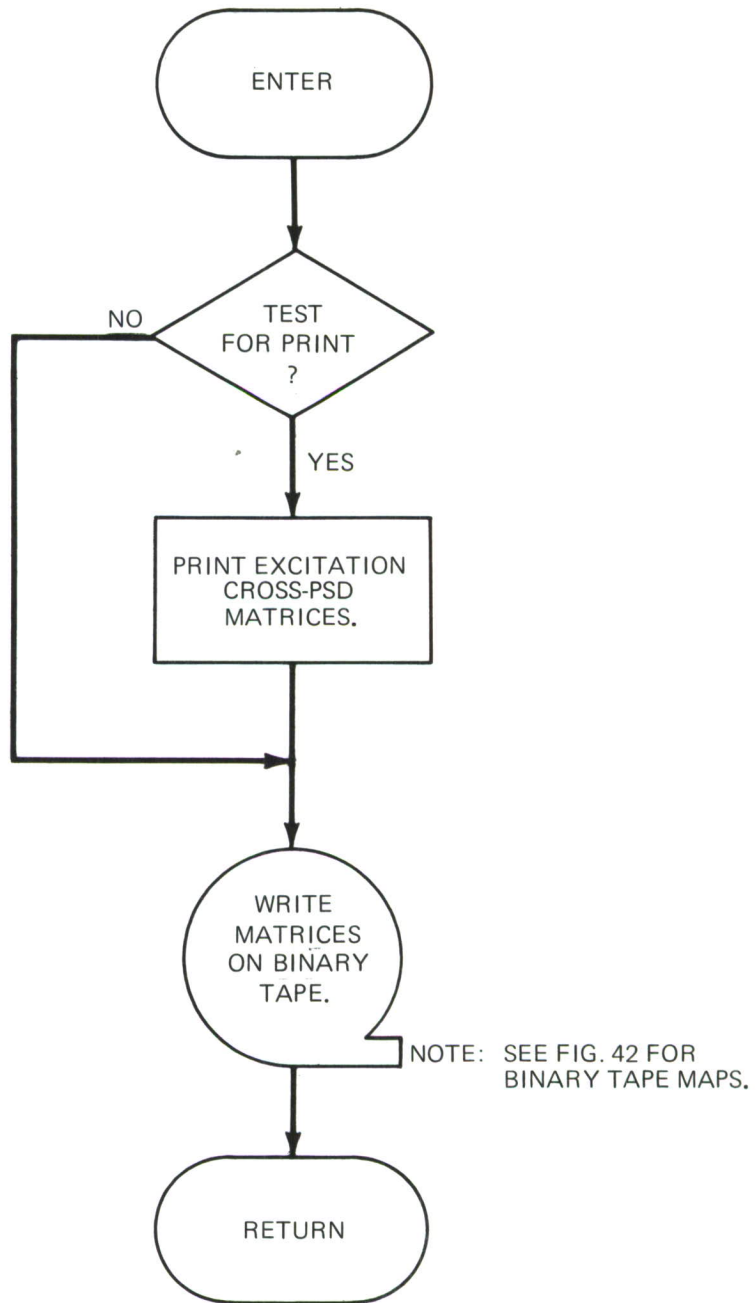 ENTER
TEST
FOR PRINT
?
NO
YES
PRINT EXCITATION
CROSS-PSD
MATRICES.
WRITE
MATRICES
ON BINARY
TAPE.
NOTE: SEE FIG. 42 FOR
BINARY TAPE MAPS.
RETURN